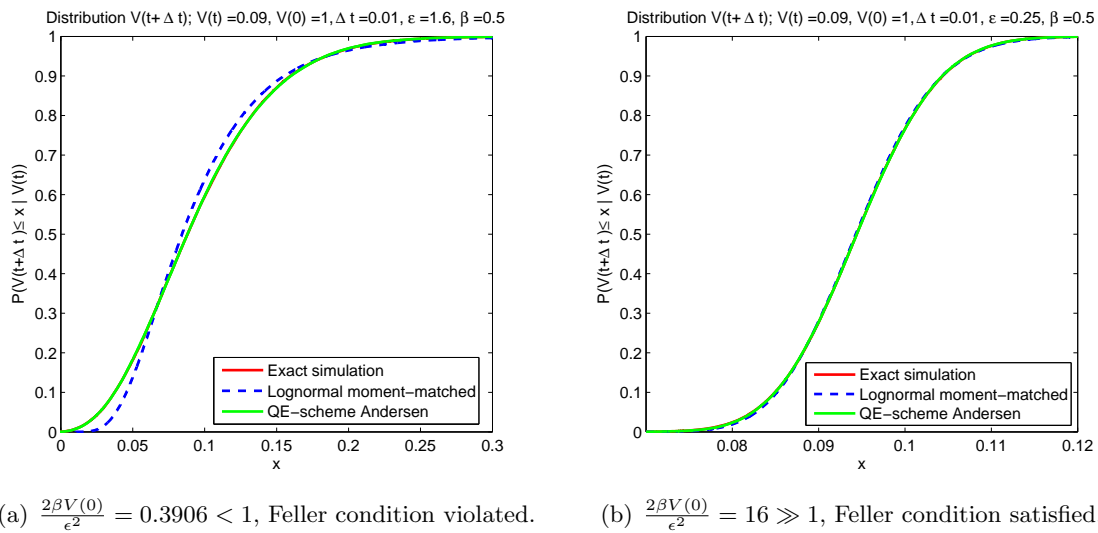 Distribution V(t+ Δ t); V(t) =0.09, V(0) =1,Δ t =0.01, ε =1.6, β =0.5
1
0.9
0.8
0.7
0.6
0.5
0.4
0.3
0.2
0.1
0
P(V(t+Δ t )≤ x | V(t))
Exact simulation
Lognormal moment−matched
QE−scheme Andersen
0 0.05 0.1 0.15 0.2 0.25 0.3
x
Distribution V(t+ Δ t); V(t) =0.09, V(0) =1,Δ t =0.01, ε =0.25, β =0.5
1
0.9
0.8
0.7
0.6
0.5
0.4
0.3
0.2
0.1
0
P(V(t+Δ t )≤ x | V(t))
Exact simulation
Lognormal moment−matched
QE−scheme Andersen
0.08 0.09 0.1 0.11 0.12
x
a) 2βV(0)/ϵ² = 0.3906 < 1, Feller condition violated.
(b) 2βV(0)/ϵ² = 16 ≫ 1, Feller condition satisfied